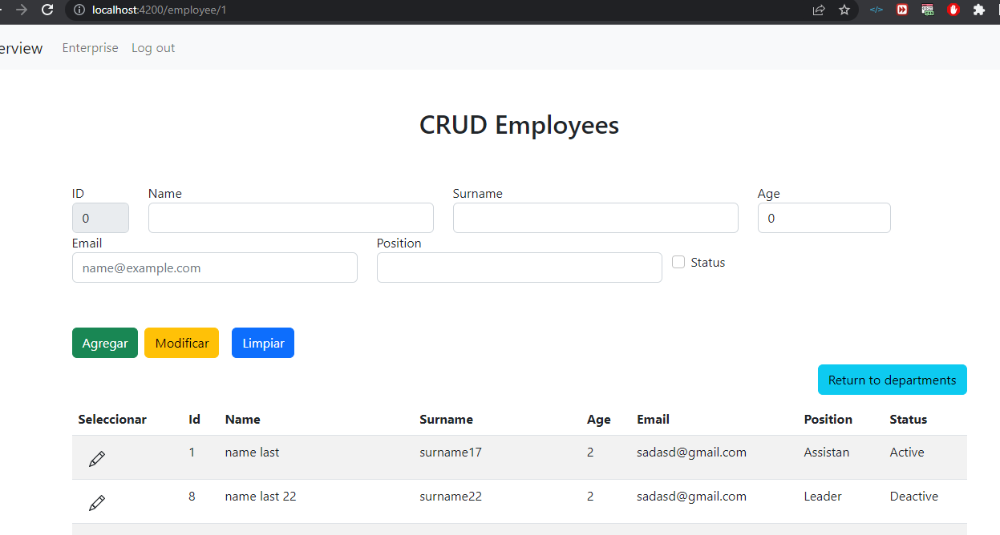 localhost:4200/employee/1
Enterprise Log out
CRUD Employees
ID Name Surname Age
0 0
Email Position
name@example.com Status
Agregar Modificar Limpiar
Return to departments
Seleccionar Id Name Surname Age Email Position Status
1 name last surname17 2 sadasd@gmail.com Assistan Active
8 name last 22 surname22 2 sadasd@gmail.com Leader Deactive